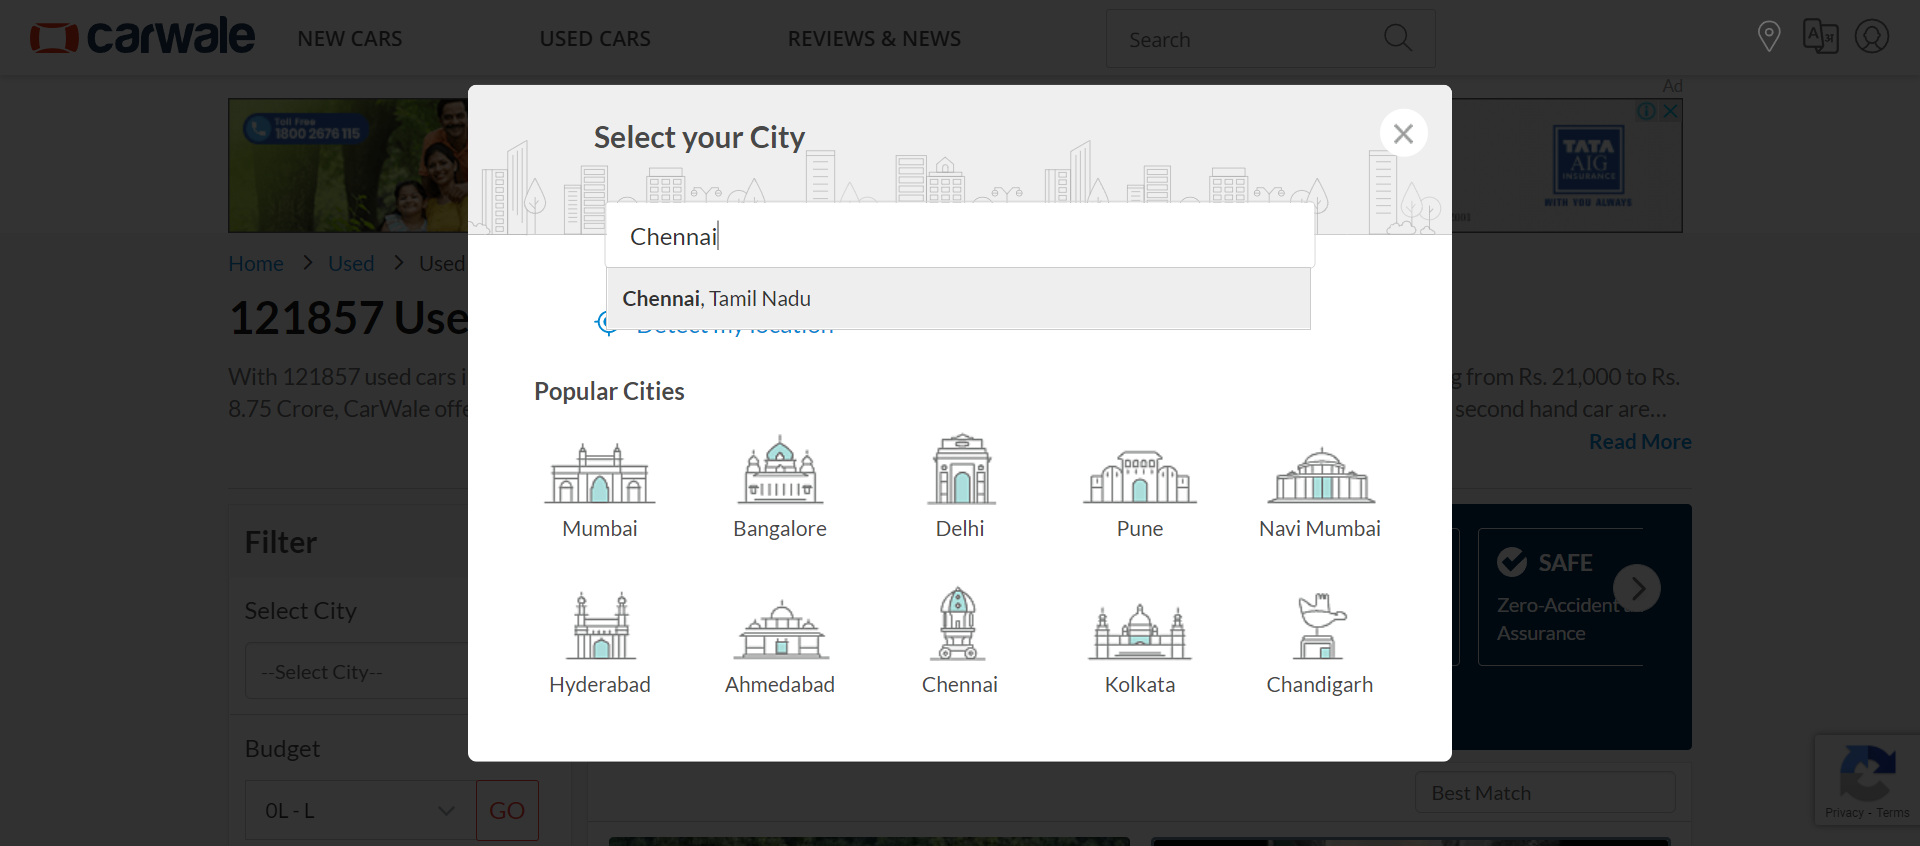 carwale
NEW CARS
USED CARS
REVIEWS & NEWS
Search
Ad
Toll Free
1800 2676 115
TATA
AIG
INSURANCE
WITH YOU ALWAYS
Select your City
Chennai
Chennai, Tamil Nadu
Detect my location
Home > Used > Used
121857 Use
With 121857 used cars i
g from Rs. 21,000 to Rs.
8.75 Crore, CarWale offe
second hand car are...
Read More
Popular Cities
Mumbai
Bangalore
Delhi
Pune
Navi Mumbai
Hyderabad
Ahmedabad
Chennai
Kolkata
Chandigarh
Filter
Select City
--Select City--
Budget
0L - L
GO
SAFE
Zero-Accident
Assurance
Best Match
Privacy - Terms